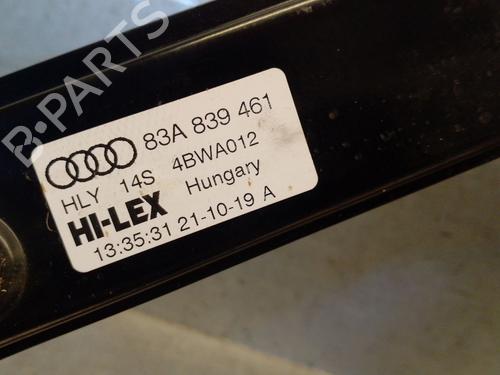 B-PARTS
83A 839 461
HLY 14S 4BWA012
HI-LEX Hungary
13:35:31 21-10-19 A